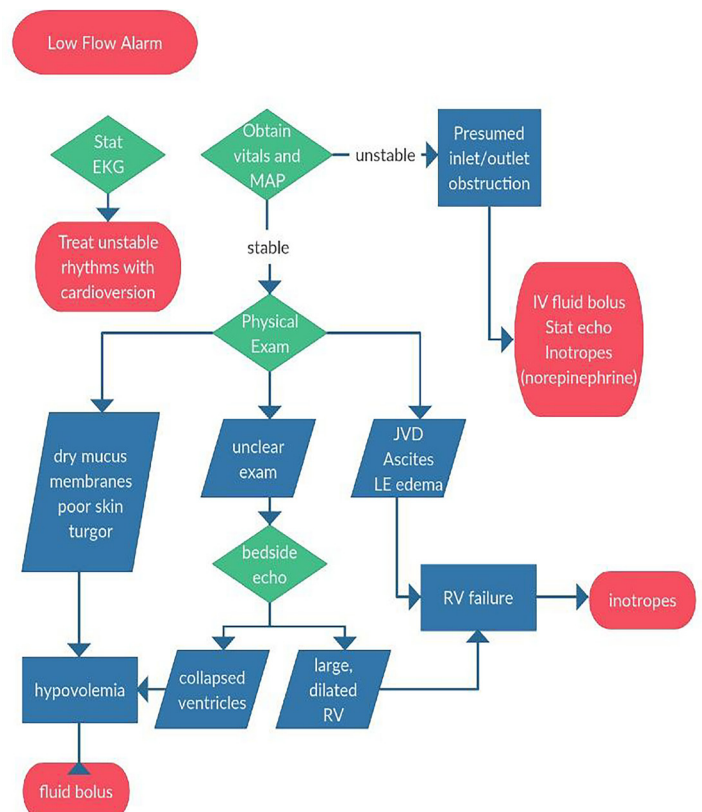 Low Flow Alarm
Stat
EKG
Obtain
vitals and
MAP
unstable
Presumed
inlet/outlet
obstruction
Treat unstable
rhythms with
cardioversion
stable
IV fluid bolus
Stat echo
Inotropes
(norepinephrine)
Physical
Exam
dry mucus
membranes
poor skin
turgor
unclear
exam
JVD
Ascites
LE edema
bedside
echo
RV failure
inotropes
hypovolemia
collapsed
ventricles
large,
dilated
RV
fluid bolus